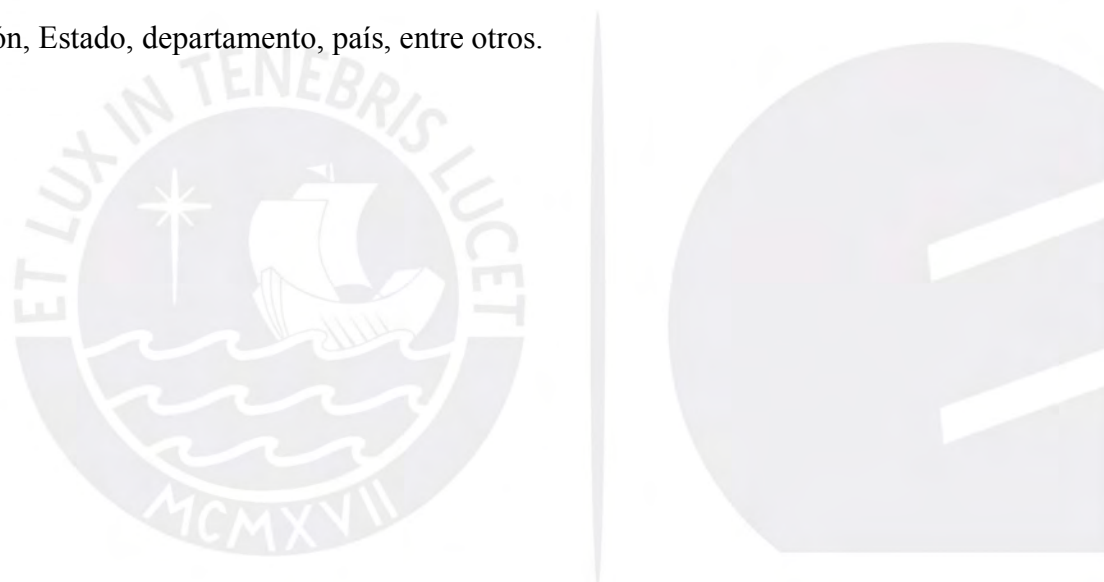 ón, Estado, departamento, país, entre otros.
ET LUX IN TENEBRIS LUCET
MCMXVII